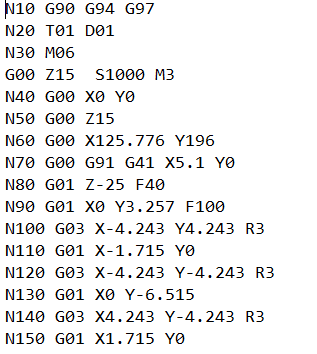 N10 G90 G94 G97
N20 T01 D01
N30 M06
G00 Z15  S1000 M3
N40 G00 X0 Y0
N50 G00 Z15
N60 G00 X125.776 Y196
N70 G00 G91 G41 X5.1 Y0
N80 G01 Z-25 F40
N90 G01 X0 Y3.257 F100
N100 G03 X-4.243 Y4.243 R3
N110 G01 X-1.715 Y0
N120 G03 X-4.243 Y-4.243 R3
N130 G01 X0 Y-6.515
N140 G03 X4.243 Y-4.243 R3
N150 G01 X1.715 Y0